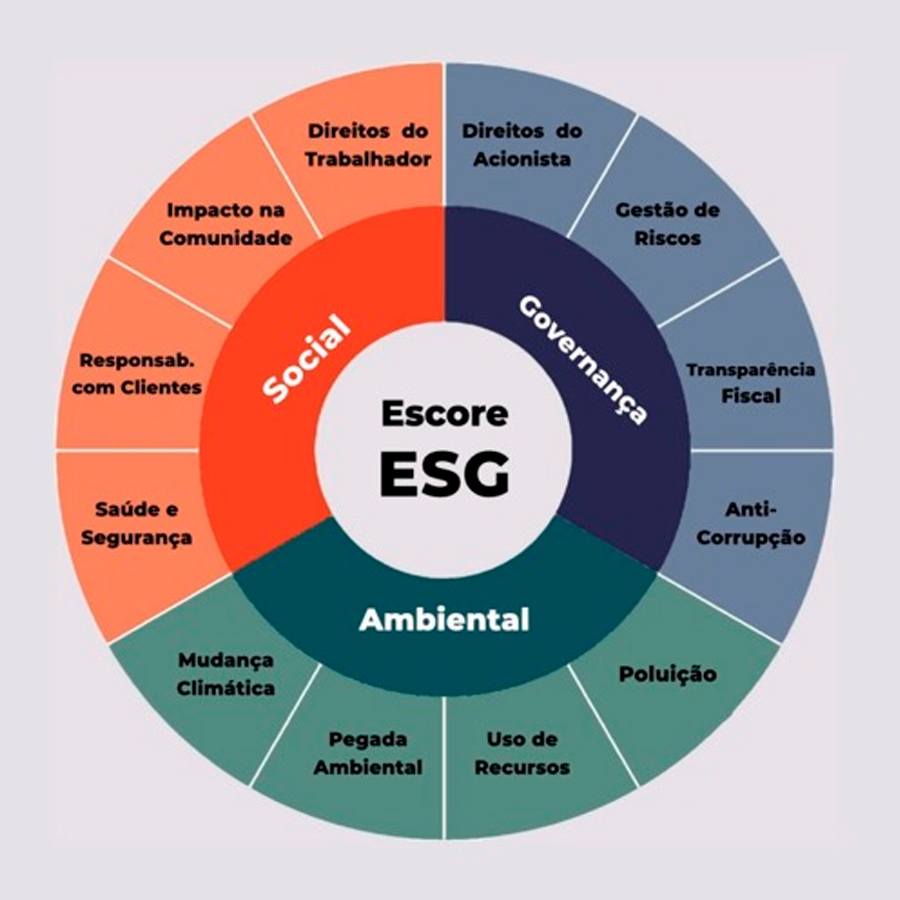 Direitos do
Trabalhador
Direitos do
Acionista
Impacto na
Comunidade
Gestão de
Riscos
Social
Governança
Responsab.
com Clientes
Transparência
Fiscal
Escore
ESG
Saúde e
Segurança
Anti-
Corrupção
Ambiental
Mudança
Climática
Poluição
Pegada
Ambiental
Uso de
Recursos